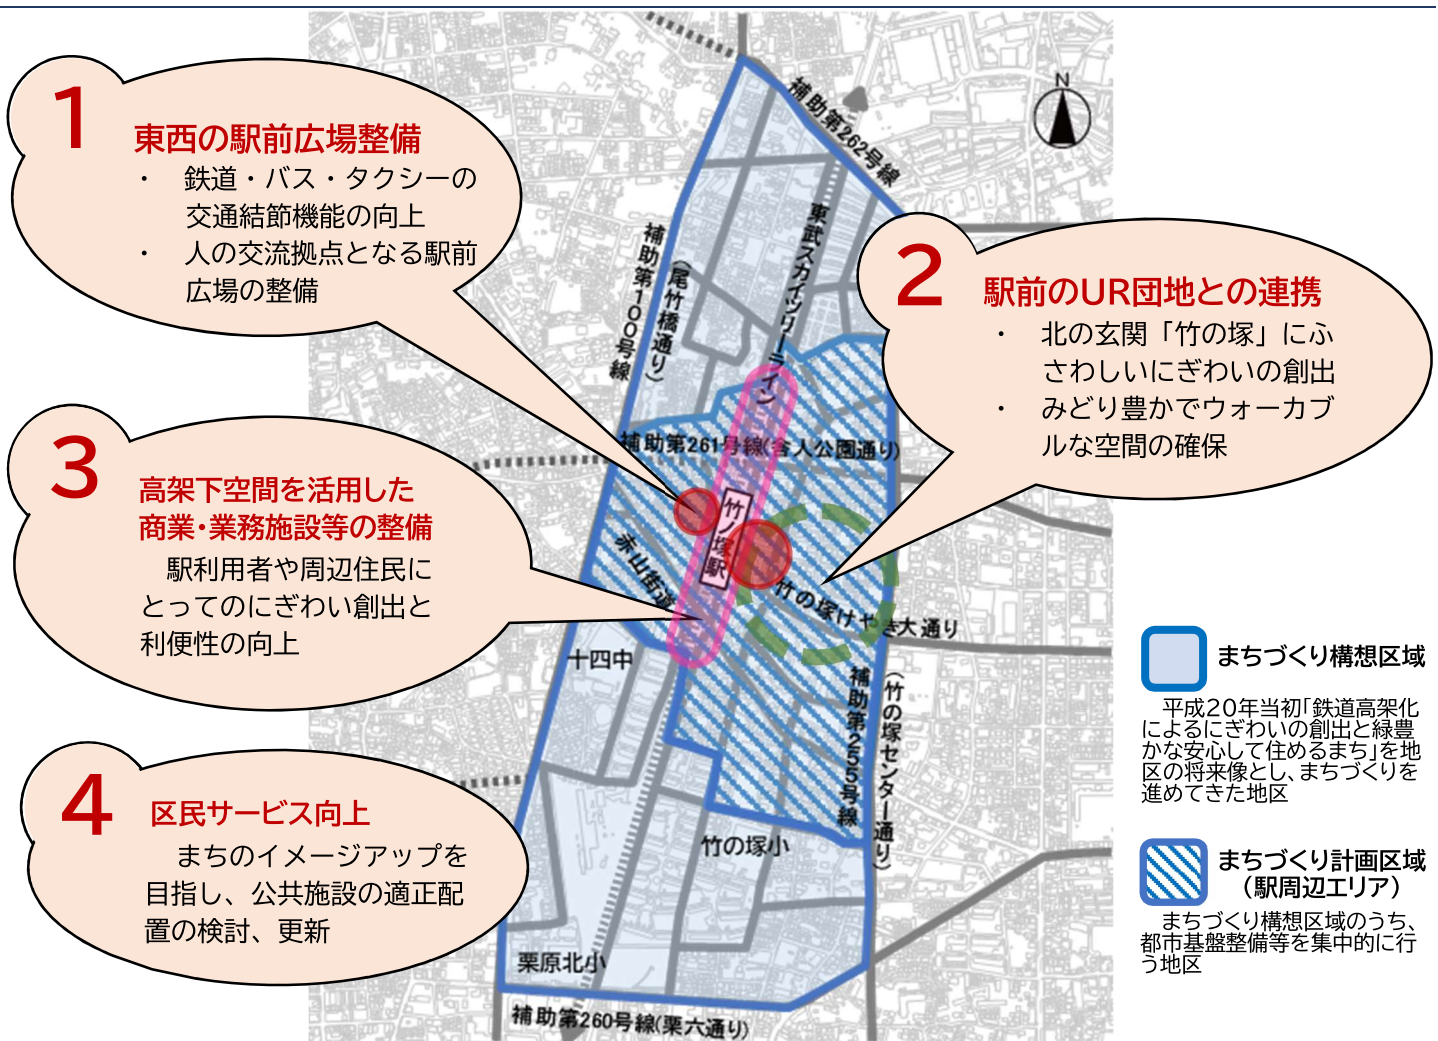 1
東西の駅前広場整備
・ 鉄道・バス・タクシーの
交通結節機能の向上
・ 人の交流拠点となる駅前
広場の整備
2
駅前のUR団地との連携
・ 北の玄関「竹の塚」にふ
さわしいにぎわいの創出
・ みどり豊かでウォーカブ
ルな空間の確保
3
高架下空間を活用した
商業・業務施設等の整備
駅利用者や周辺住民に
とってのにぎわい創出と
利便性の向上
4
区民サービス向上
まちのイメージアップを
目指し、公共施設の適正配
置の検討、更新
N
補助第262号線
東武スカイツリーライン
補助第100号線
(尾竹橋通り)
補助第261号線(舎人公園通り)
竹ノ塚駅
赤山街道
竹の塚けやき大通り
十四中
補助第255号線
(竹の塚センター通り)
竹の塚小
栗原北小
補助第260号線(栗六通り)
まちづくり構想区域
平成20年当初「鉄道高架化
によるにぎわいの創出と緑豊
かな安心して住めるまち」を地
区の将来像とし、まちづくりを
進めてきた地区
まちづくり計画区域
(駅周辺エリア)
まちづくり構想区域のうち、
都市基盤整備等を集中的に行
う地区